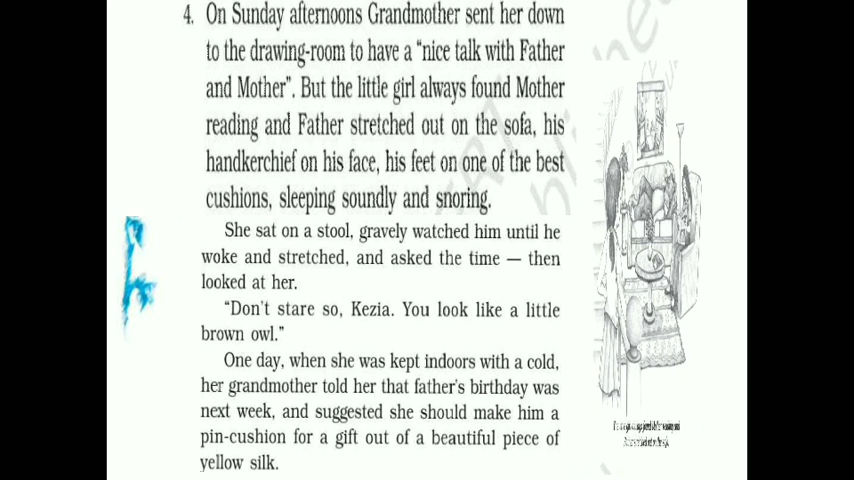 4. On Sunday afternoons Grandmother sent her down
to the drawing-room to have a “nice talk with Father
and Mother”. But the little girl always found Mother
reading and Father stretched out on the sofa, his
handkerchief on his face, his feet on one of the best
cushions, sleeping soundly and snoring.
She sat on a stool, gravely watched him until he
woke and stretched, and asked the time — then
looked at her.
“Don’t stare so, Kezia. You look like a little
brown owl.”
One day, when she was kept indoors with a cold,
her grandmother told her that father’s birthday was
next week, and suggested she should make him a
pin-cushion for a gift out of a beautiful piece of
yellow silk.